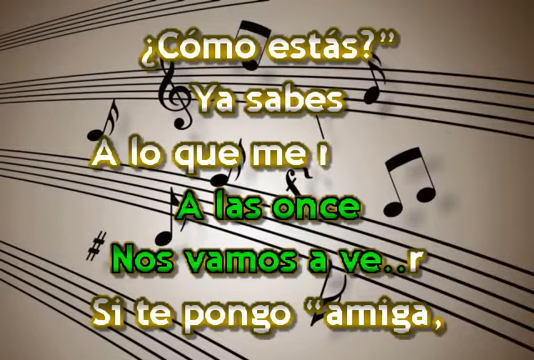 ¿Cómo estás?”
Ya sabes
A lo que me
A las once
Nos vamos a ve..r
Si te pongo “amiga,